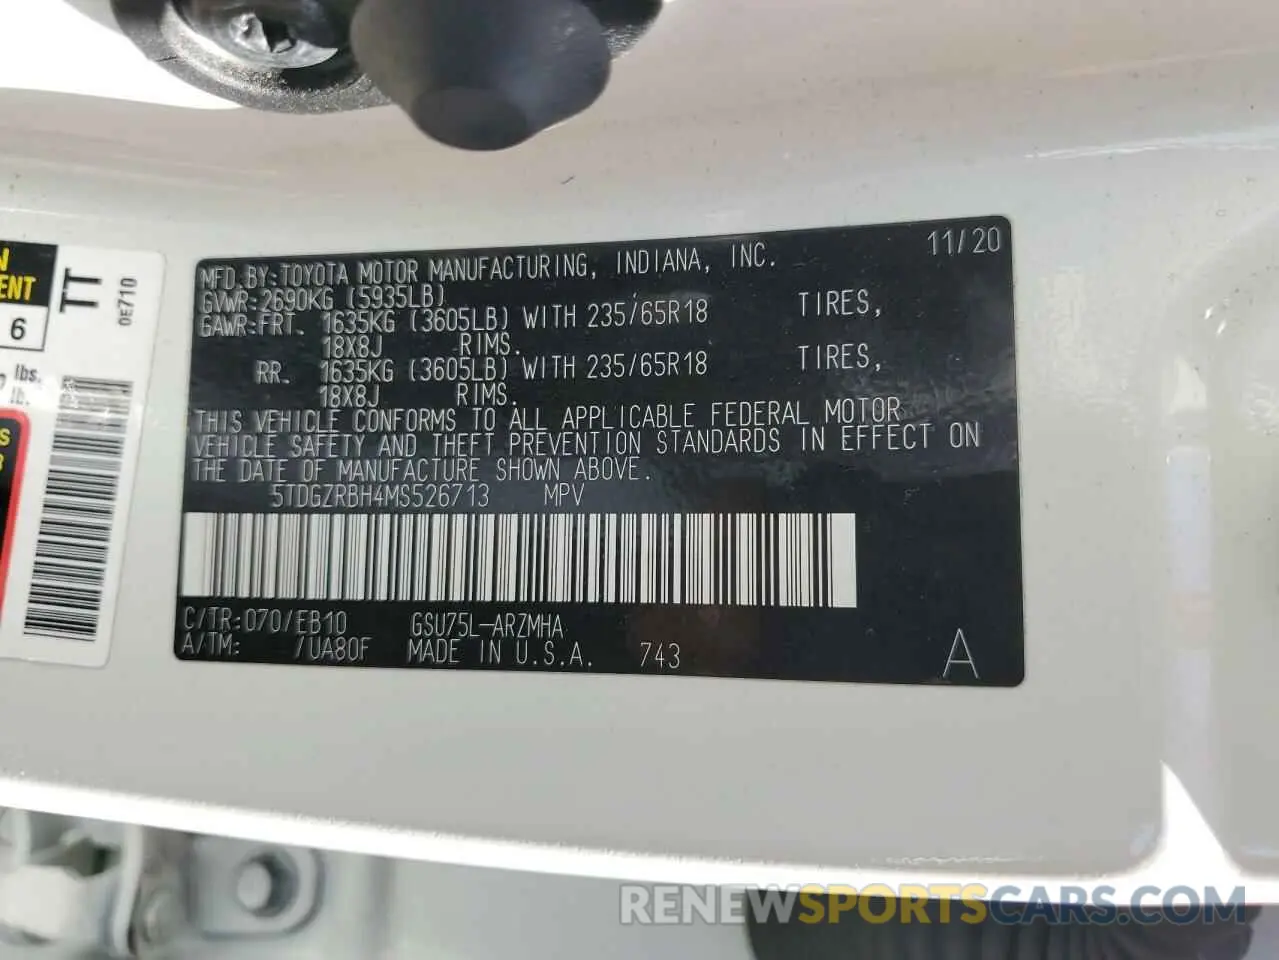 11/20
MFD.BY:TOYOTA MOTOR MANUFACTURING, INDIANA, INC.
GVWR:2690KG (5935LB)
GAWR:FRT. 1635KG (3605LB) WITH 235/65R18 TIRES,
18X8J RIMS.
RR. 1635KG (3605LB) WITH 235/65R18 TIRES,
18X8J RIMS.
THIS VEHICLE CONFORMS TO ALL APPLICABLE FEDERAL MOTOR
VEHICLE SAFETY AND THEFT PREVENTION STANDARDS IN EFFECT ON
THE DATE OF MANUFACTURE SHOWN ABOVE.
5TDGZRBH4MS526713 MPV
C/TR:070/EB10 GSU75L-ARZMHA
A/TM: /UA80F MADE IN U.S.A. 743
A
N
ENT
6
lbs.
lb.
S
TT
0E710
RENEWSPORTSCARS.COM